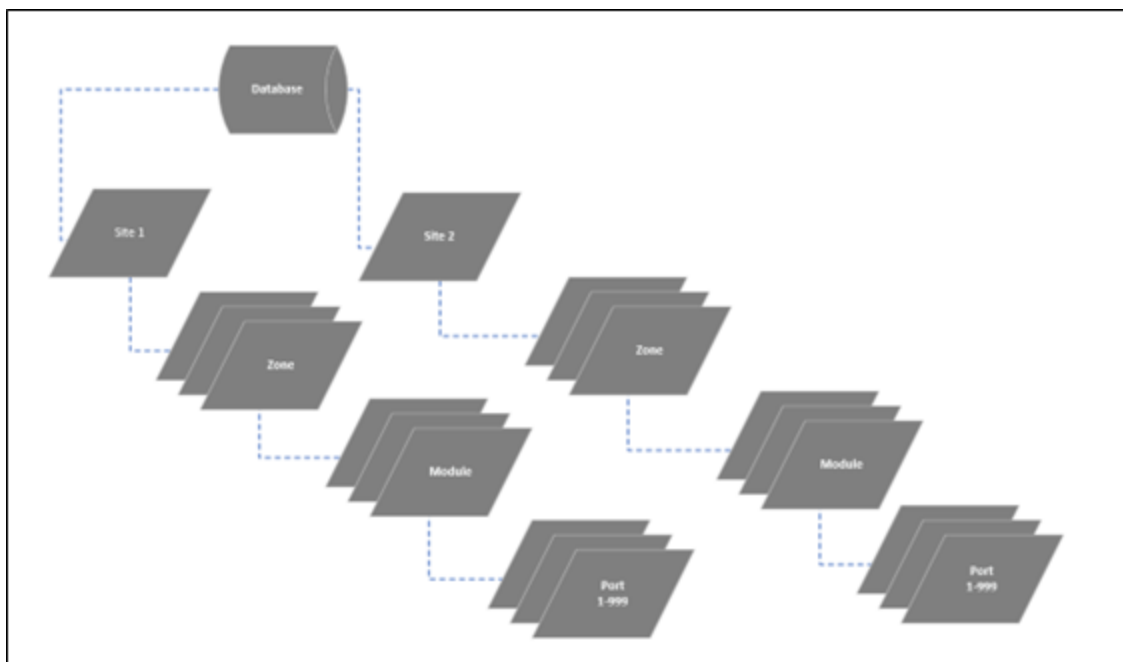 Database
Site 1
Site 2
Zone
Zone
Module
Module
Port
1-999
Port
1-999